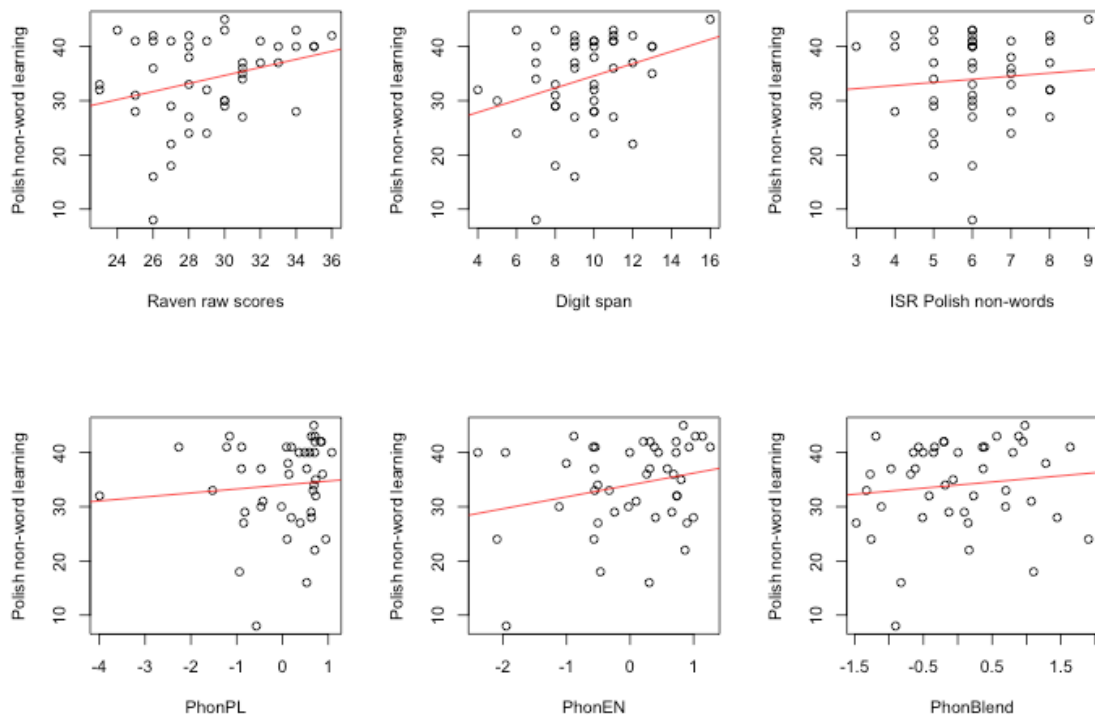 Polish non-word learning
10 20 30 40
24 26 28 30 32 34 36
Raven raw scores
Polish non-word learning
10 20 30 40
4 6 8 10 12 14 16
Digit span
Polish non-word learning
10 20 30 40
3 4 5 6 7 8 9
ISR Polish non-words
Polish non-word learning
10 20 30 40
-4 -3 -2 -1 0 1
PhonPL
Polish non-word learning
10 20 30 40
-2 -1 0 1
PhonEN
Polish non-word learning
10 20 30 40
-1.5 -0.5 0.5 1.5
PhonBlend